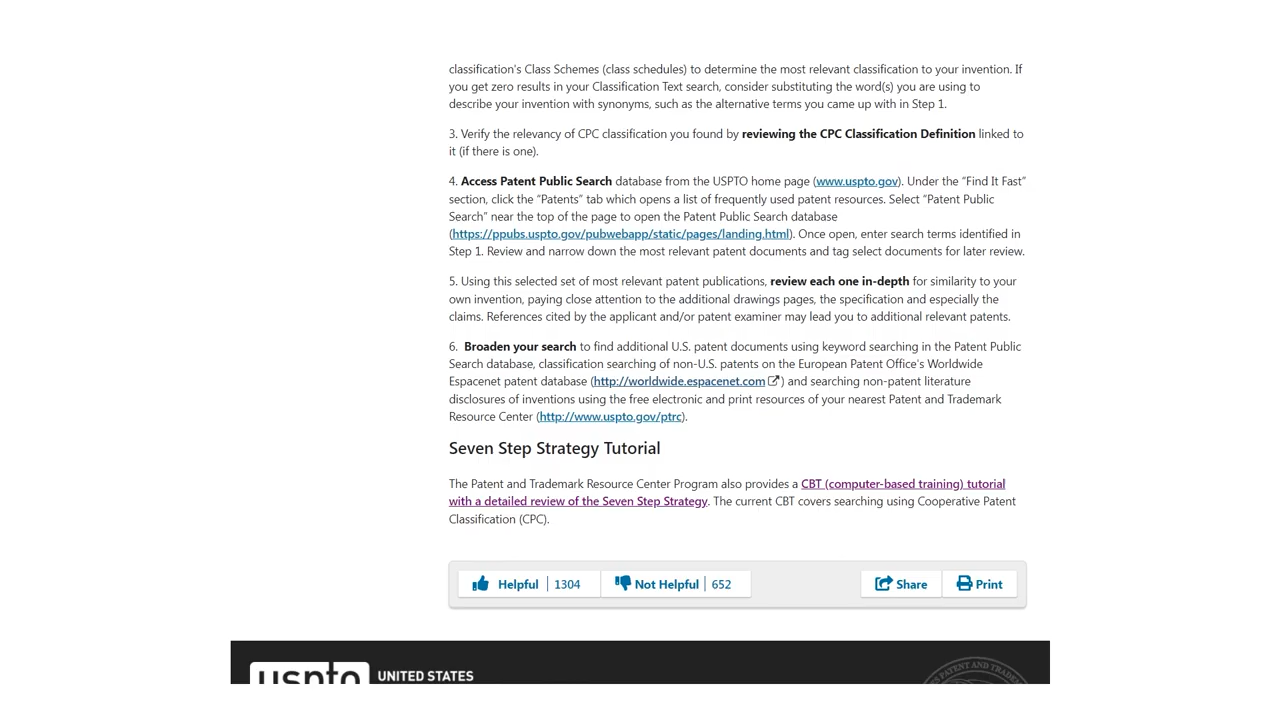 classification's Class Schemes (class schedules) to determine the most relevant classification to your invention. If
you get zero results in your Classification Text search, consider substituting the word(s) you are using to
describe your invention with synonyms, such as the alternative terms you came up with in Step 1.
3. Verify the relevancy of CPC classification you found by reviewing the CPC Classification Definition linked to
it (if there is one).
4. Access Patent Public Search database from the USPTO home page (www.uspto.gov). Under the “Find It Fast”
section, click the “Patents” tab which opens a list of frequently used patent resources. Select “Patent Public
Search” near the top of the page to open the Patent Public Search database
(https://ppubs.uspto.gov/pubwebapp/static/pages/landing.html). Once open, enter search terms identified in
Step 1. Review and narrow down the most relevant patent documents and tag select documents for later review.
5. Using this selected set of most relevant patent publications, review each one in-depth for similarity to your
own invention, paying close attention to the additional drawings pages, the specification and especially the
claims. References cited by the applicant and/or patent examiner may lead you to additional relevant patents.
6. Broaden your search to find additional U.S. patent documents using keyword searching in the Patent Public
Search database, classification searching of non-U.S. patents on the European Patent Office's Worldwide
Espacenet patent database (http://worldwide.espacenet.com) and searching non-patent literature
disclosures of inventions using the free electronic and print resources of your nearest Patent and Trademark
Resource Center (http://www.uspto.gov/ptrc).
Seven Step Strategy Tutorial
The Patent and Trademark Resource Center Program also provides a CBT (computer-based training) tutorial
with a detailed review of the Seven Step Strategy. The current CBT covers searching using Cooperative Patent
Classification (CPC).
Helpful 1304 Not Helpful 652 Share Print
uspto UNITED STATES
PATENT AND TRADEM